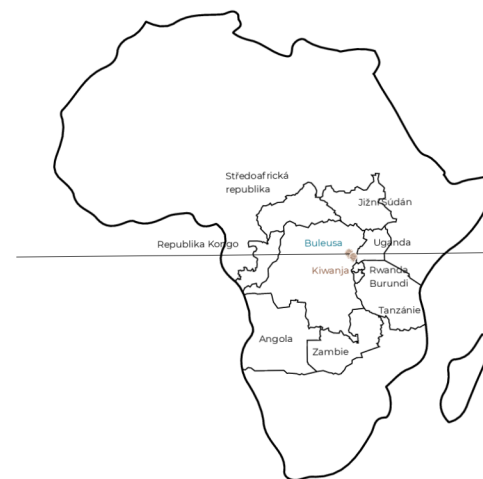 Středoafrická
republika
Jižní Súdán
Republika Kongo
Buleusa
Uganda
Kiwanja
Rwanda
Burundi
Tanzánie
Angola
Zambie